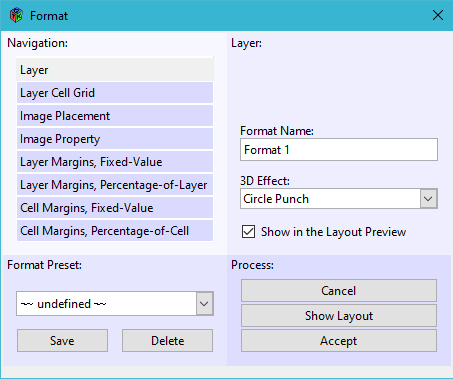 Format
Navigation:
Layer
Layer Cell Grid
Image Placement
Image Property
Layer Margins, Fixed-Value
Layer Margins, Percentage-of-Layer
Cell Margins, Fixed-Value
Cell Margins, Percentage-of-Cell
Layer:
Format Name:
Format 1
3D Effect:
Circle Punch
Show in the Layout Preview
Format Preset:
~~ undefined ~~
Save
Delete
Process:
Cancel
Show Layout
Accept